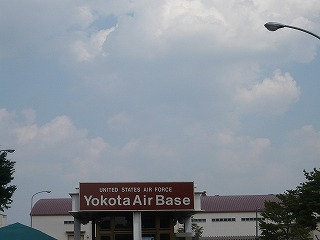 UNITED STATES AIR FORCE
Yokota Air Base